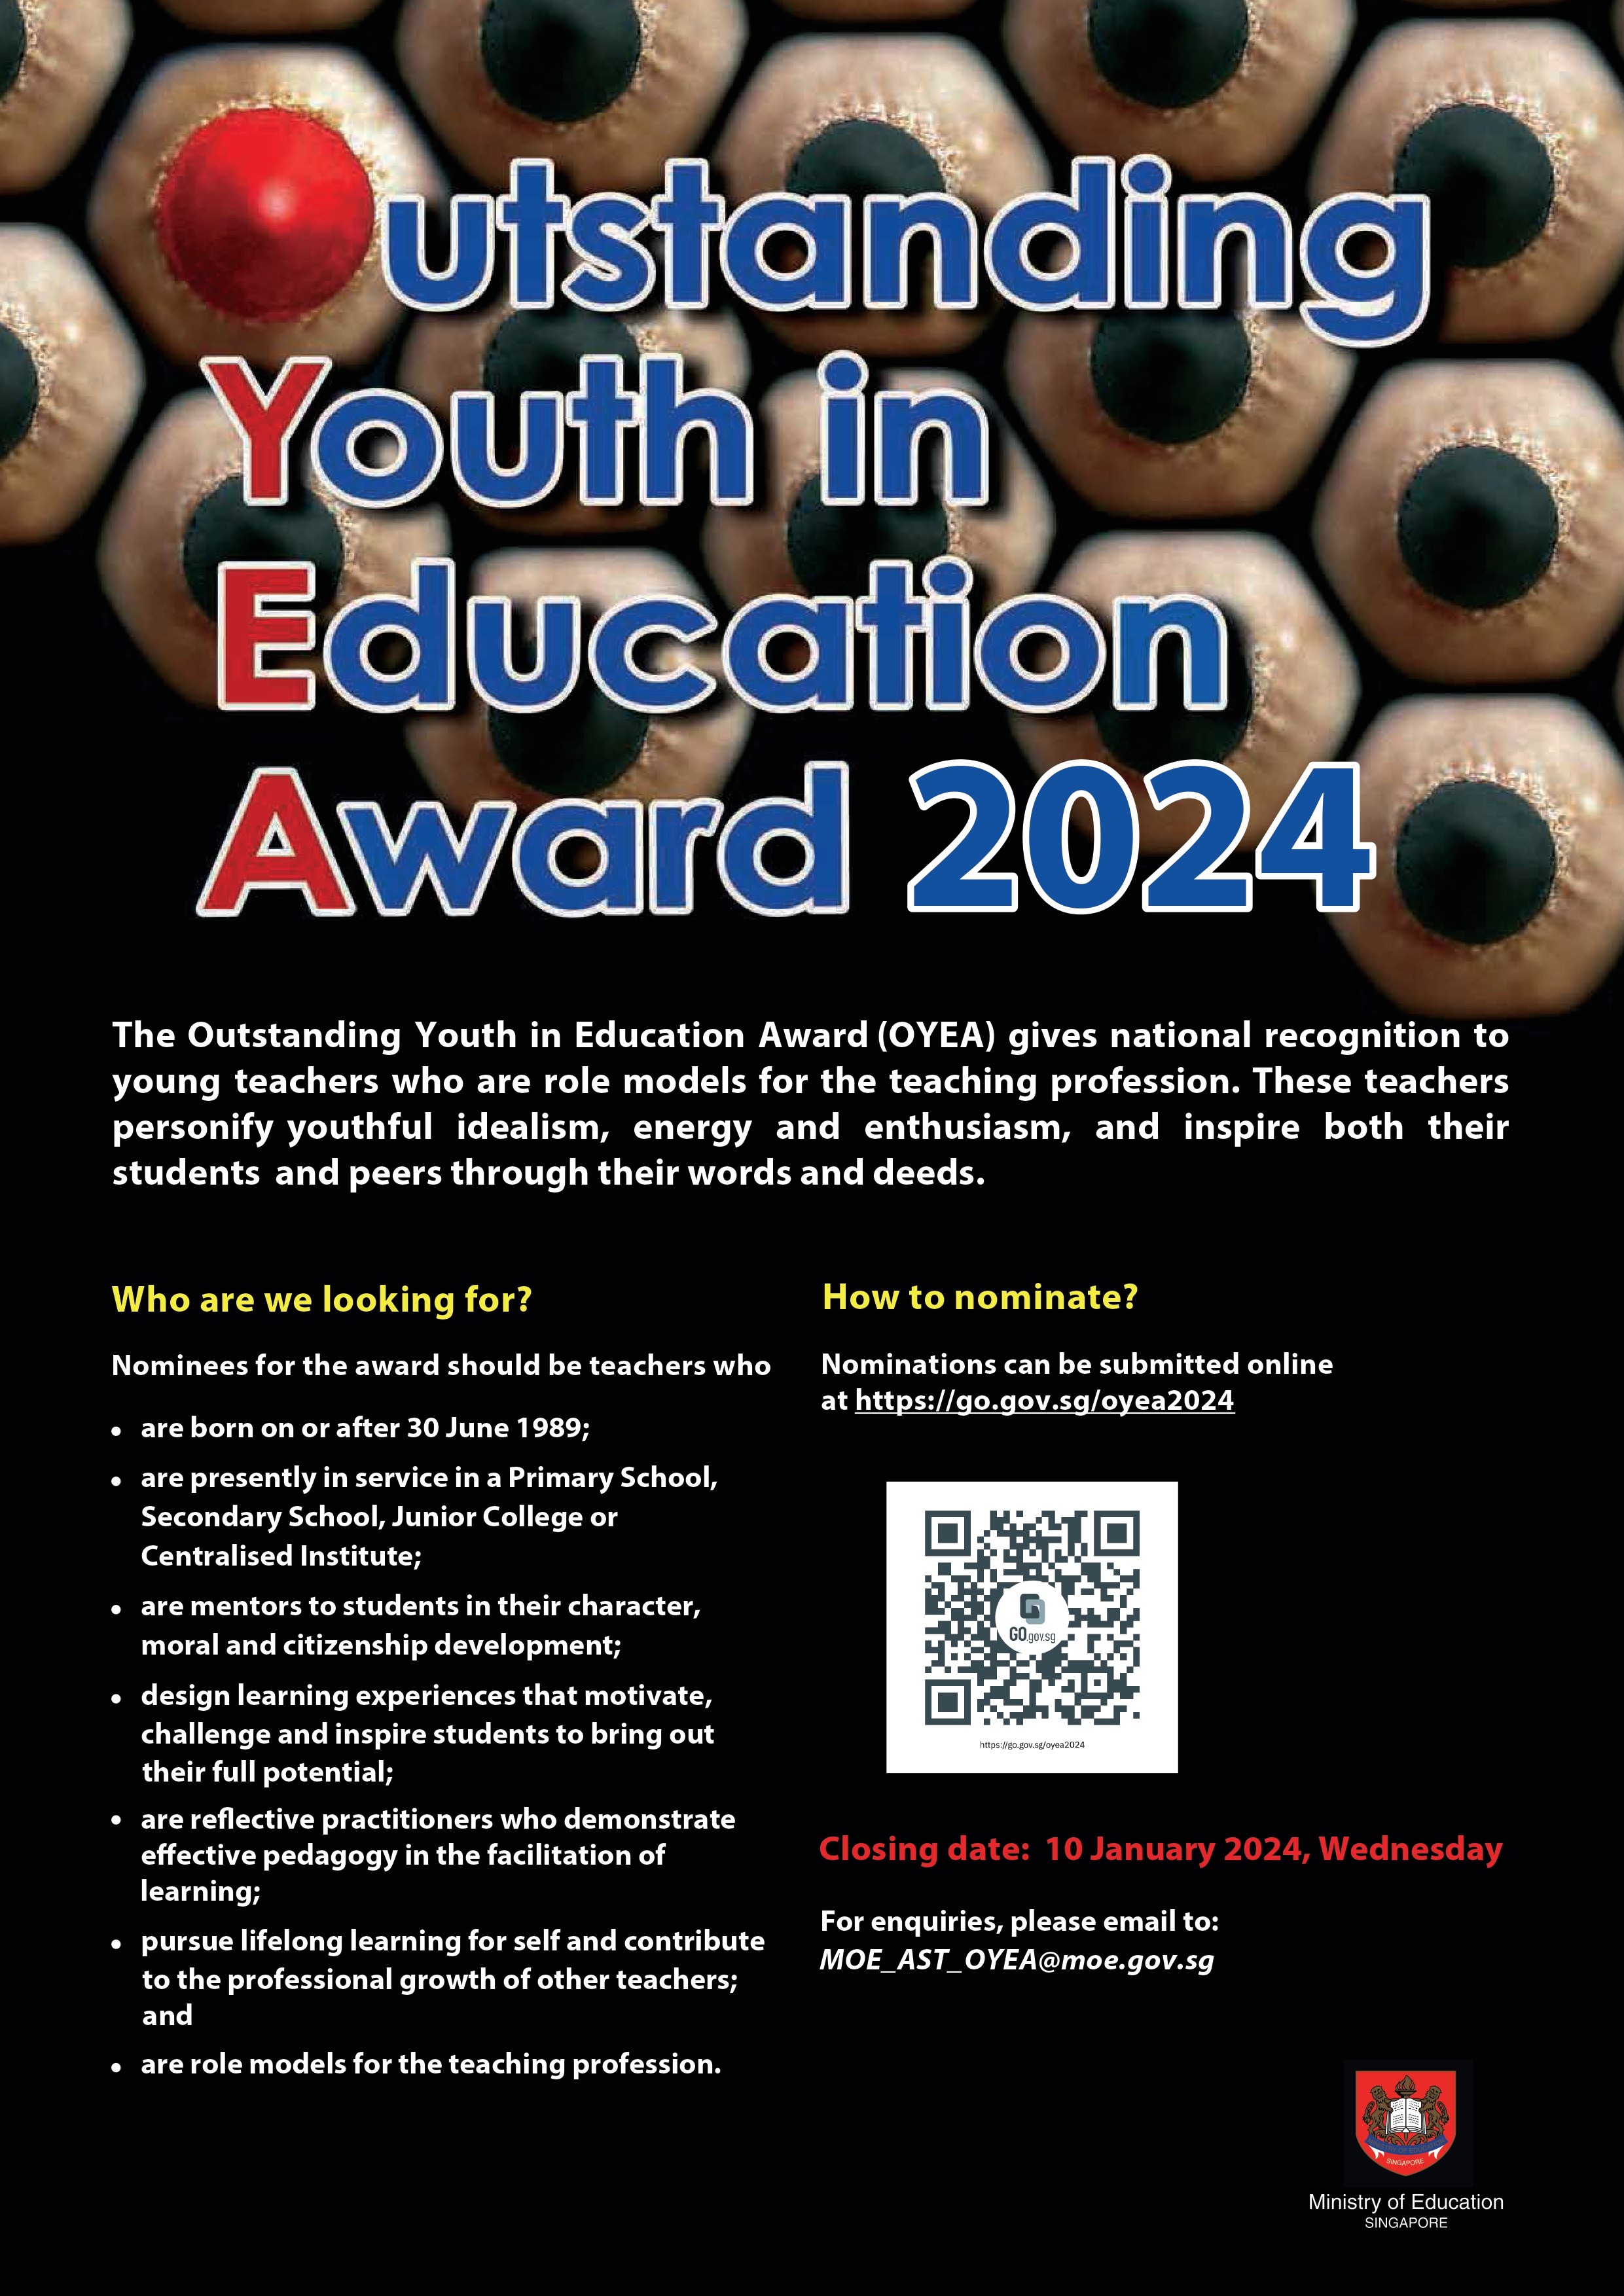 Outstanding
Youth in
Education
Award 2024
The Outstanding Youth in Education Award (OYEA) gives national recognition to
young teachers who are role models for the teaching profession. These teachers
personify youthful idealism, energy and enthusiasm, and inspire both their
students and peers through their words and deeds.
Who are we looking for?
Nominees for the award should be teachers who
• are born on or after 30 June 1989;
• are presently in service in a Primary School,
Secondary School, Junior College or
Centralised Institute;
• are mentors to students in their character,
moral and citizenship development;
• design learning experiences that motivate,
challenge and inspire students to bring out
their full potential;
• are reflective practitioners who demonstrate
effective pedagogy in the facilitation of
learning;
• pursue lifelong learning for self and contribute
to the professional growth of other teachers;
and
• are role models for the teaching profession.
How to nominate?
Nominations can be submitted online
at https://go.gov.sg/oyea2024
GO.gov.sg
https://go.gov.sg/oyea2024
Closing date: 10 January 2024, Wednesday
For enquiries, please email to:
MOE_AST_OYEA@moe.gov.sg
MINISTRY OF EDUCATION
SINGAPORE
Ministry of Education
SINGAPORE